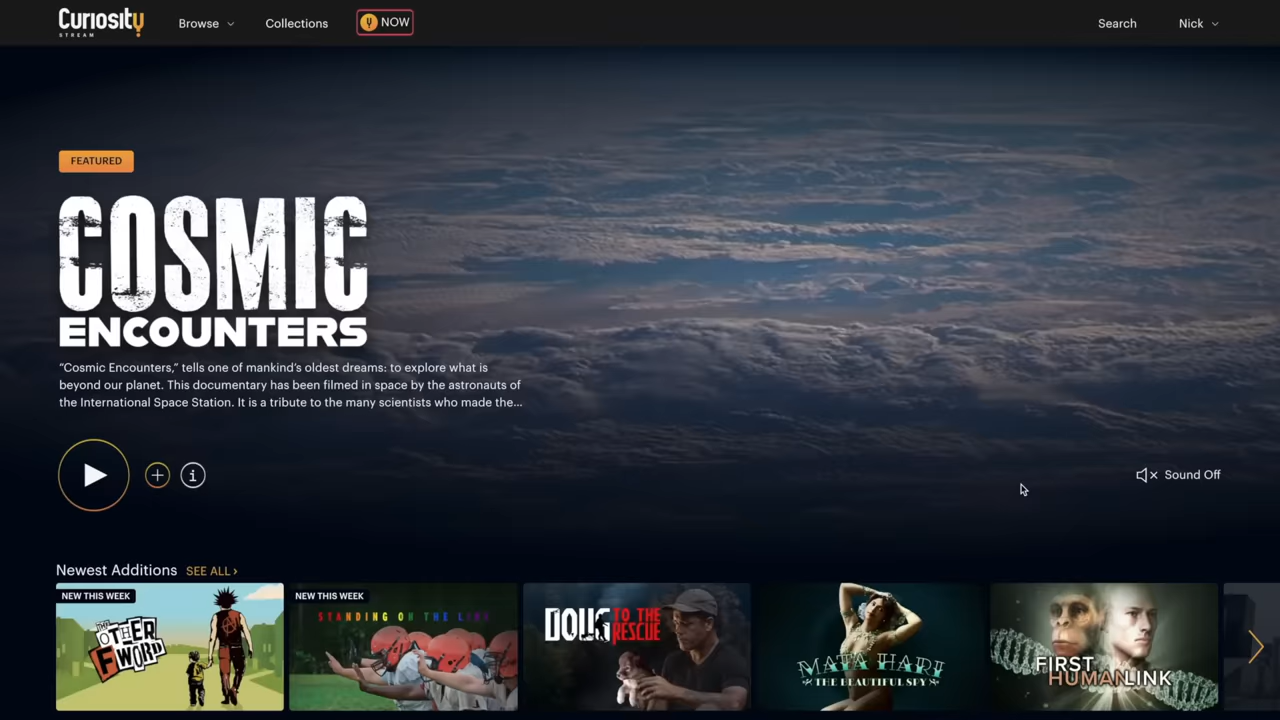 Curiosity
STREAM
Browse
Collections
NOW
Search
Nick
FEATURED
COSMIC
ENCOUNTERS
“Cosmic Encounters,” tells one of mankind’s oldest dreams: to explore what is
beyond our planet. This documentary has been filmed in space by the astronauts of
the International Space Station. It is a tribute to the many scientists who made the...
Sound Off
Newest Additions SEE ALL ›
NEW THIS WEEK
THE
OTHER
F WORD
NEW THIS WEEK
STANDING ON THE LINE
DOUG TO THE
RESCUE
MATA HARI
THE BEAUTIFUL SPY
FIRST
HUMANLINK